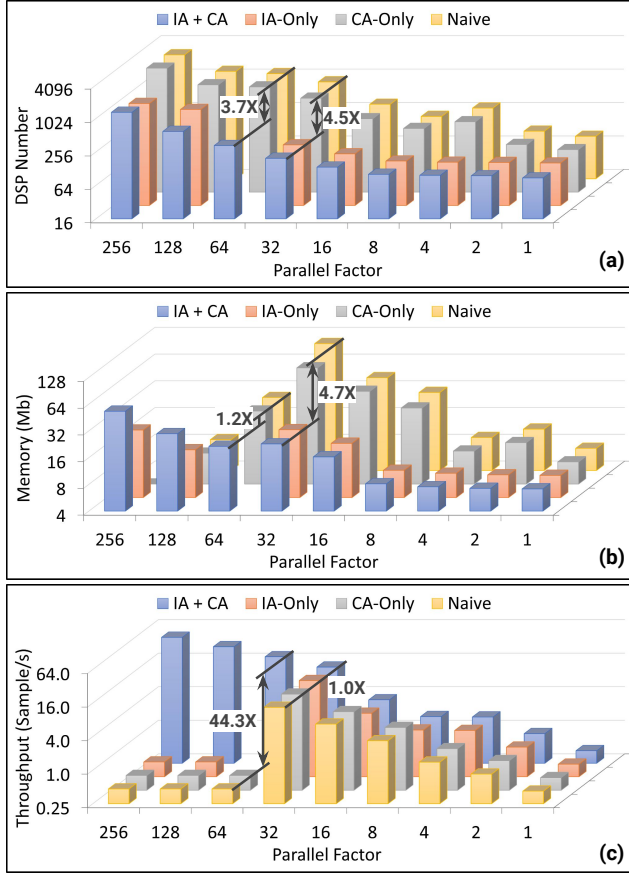 IA + CA IA-Only CA-Only Naive
DSP Number
4096
1024
256
64
16
3.7X
4.5X
256 128 64 32 16 8 4 2 1
Parallel Factor
(a)
IA + CA IA-Only CA-Only Naive
Memory (Mb)
128
64
32
16
8
4
1.2X
4.7X
256 128 64 32 16 8 4 2 1
Parallel Factor
(b)
IA + CA IA-Only CA-Only Naive
Throughput (Sample/s)
64.0
16.0
4.0
1.0
0.25
44.3X
1.0X
256 128 64 32 16 8 4 2 1
Parallel Factor
(c)